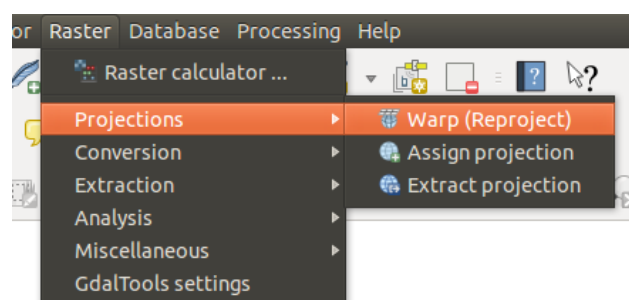 or Raster Database Processing Help
Raster calculator ...
Projections
Warp (Reproject)
Conversion
Assign projection
Extraction
Extract projection
Analysis
Miscellaneous
GdalTools settings